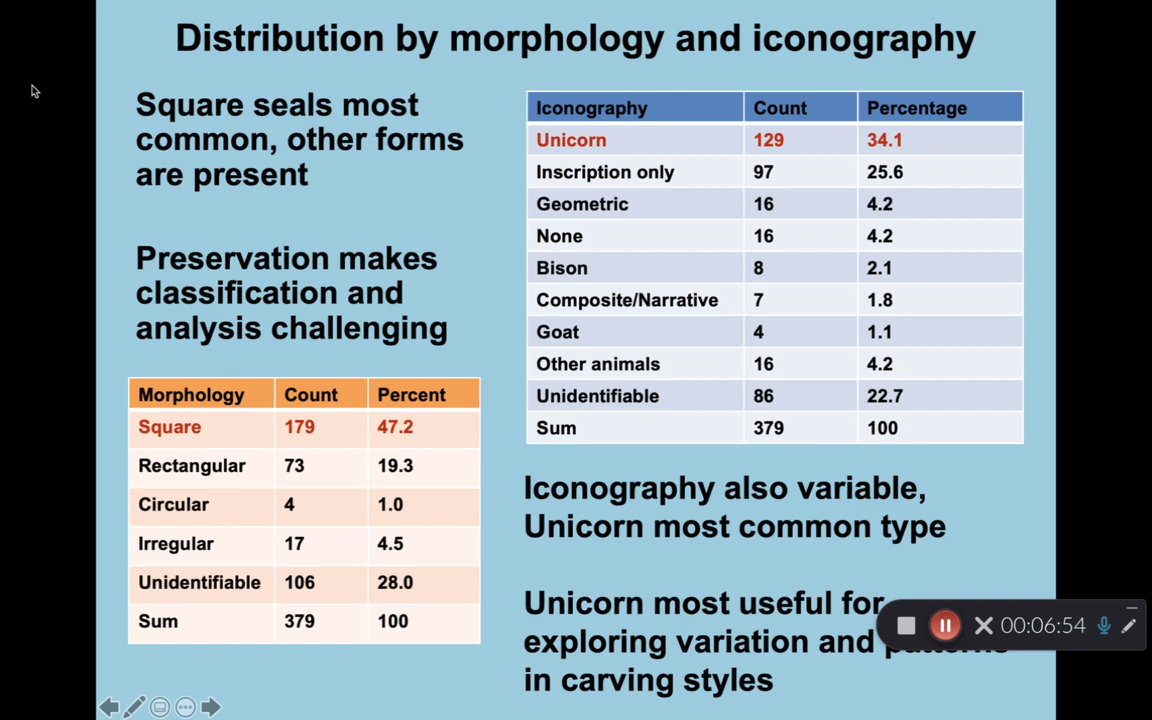 Distribution by morphology and iconography
Square seals most
common, other forms
are present
Preservation makes
classification and
analysis challenging
Morphology Count Percent
Square 179 47.2
Rectangular 73 19.3
Circular 4 1.0
Irregular 17 4.5
Unidentifiable 106 28.0
Sum 379 100
Iconography Count Percentage
Unicorn 129 34.1
Inscription only 97 25.6
Geometric 16 4.2
None 16 4.2
Bison 8 2.1
Composite/Narrative 7 1.8
Goat 4 1.1
Other animals 16 4.2
Unidentifiable 86 22.7
Sum 379 100
Iconography also variable,
Unicorn most common type
Unicorn most useful for
exploring variation and
in carving styles
00:06:54